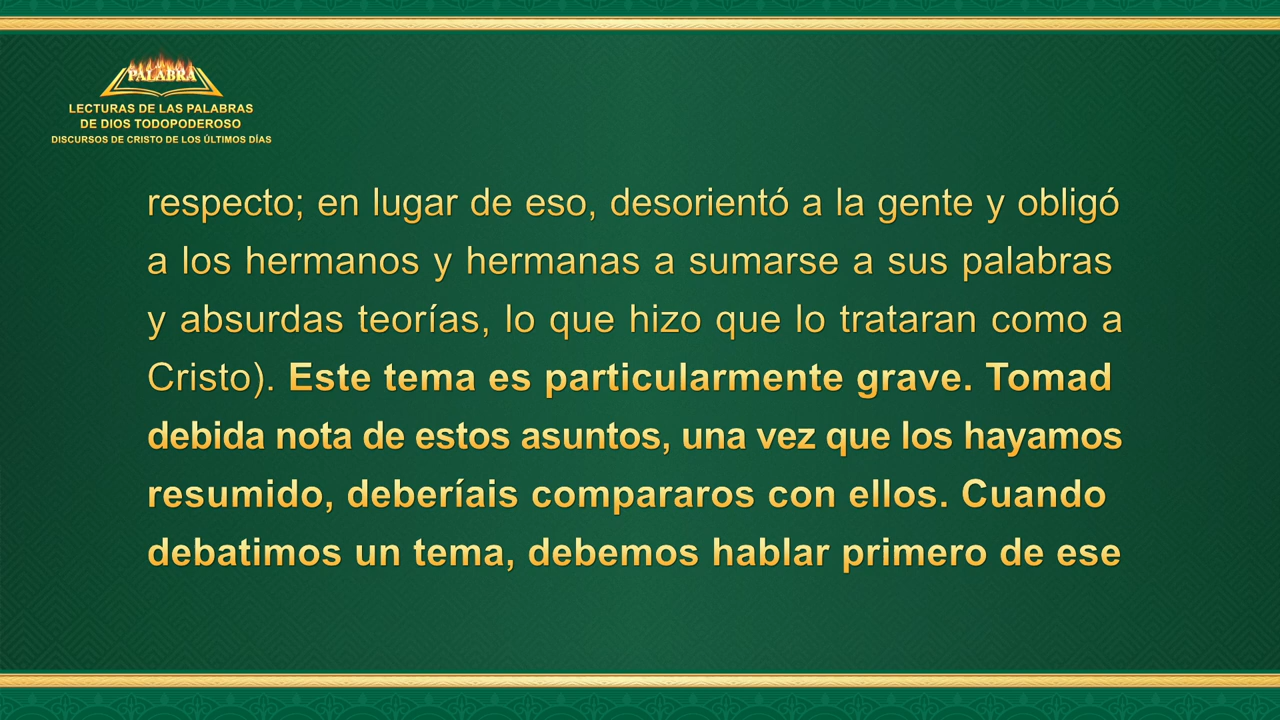 PALABRA
LECTURAS DE LAS PALABRAS
DE DIOS TODOPODEROSO
DISCURSOS DE CRISTO DE LOS ÚLTIMOS DÍAS
respecto; en lugar de eso, desorientó a la gente y obligó
a los hermanos y hermanas a sumarse a sus palabras
y absurdas teorías, lo que hizo que lo trataran como a
Cristo). Este tema es particularmente grave. Tomad
debida nota de estos asuntos, una vez que los hayamos
resumido, deberíais compararos con ellos. Cuando
debatimos un tema, debemos hablar primero de ese